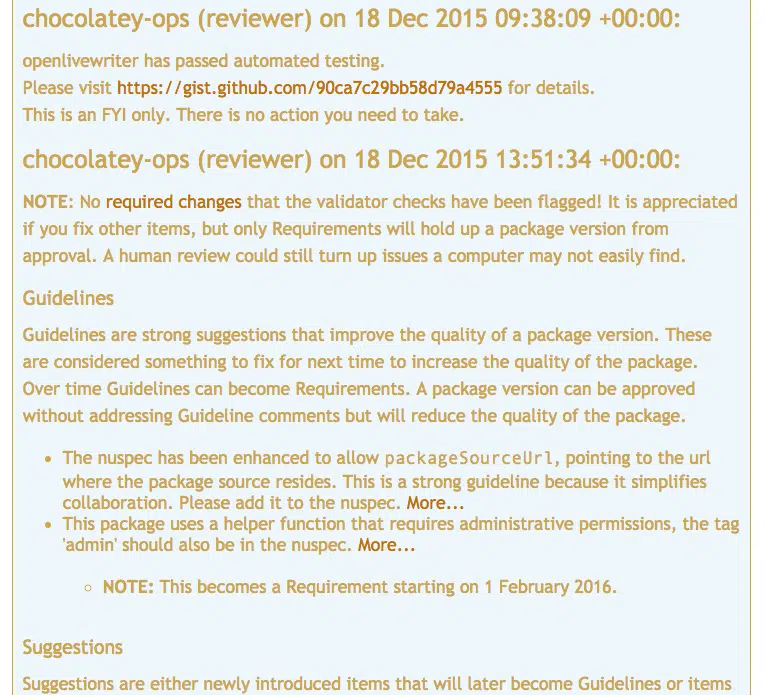 chocolatey-ops (reviewer) on 18 Dec 2015 09:38:09 +00:00:
openlivewriter has passed automated testing.
Please visit https://gist.github.com/90ca7c29bb58d79a4555 for details.
This is an FYI only. There is no action you need to take.
chocolatey-ops (reviewer) on 18 Dec 2015 13:51:34 +00:00:
NOTE: No required changes that the validator checks have been flagged! It is appreciated
if you fix other items, but only Requirements will hold up a package version from
approval. A human review could still turn up issues a computer may not easily find.
Guidelines
Guidelines are strong suggestions that improve the quality of a package version. These
are considered something to fix for next time to increase the quality of the package.
Over time Guidelines can become Requirements. A package version can be approved
without addressing Guideline comments but will reduce the quality of the package.
• The nuspec has been enhanced to allow packageSourceUrl, pointing to the url
where the package source resides. This is a strong guideline because it simplifies
collaboration. Please add it to the nuspec. More...
• This package uses a helper function that requires administrative permissions, the tag
'admin' should also be in the nuspec. More...
◦ NOTE: This becomes a Requirement starting on 1 February 2016.
Suggestions
Suggestions are either newly introduced items that will later become Guidelines or items